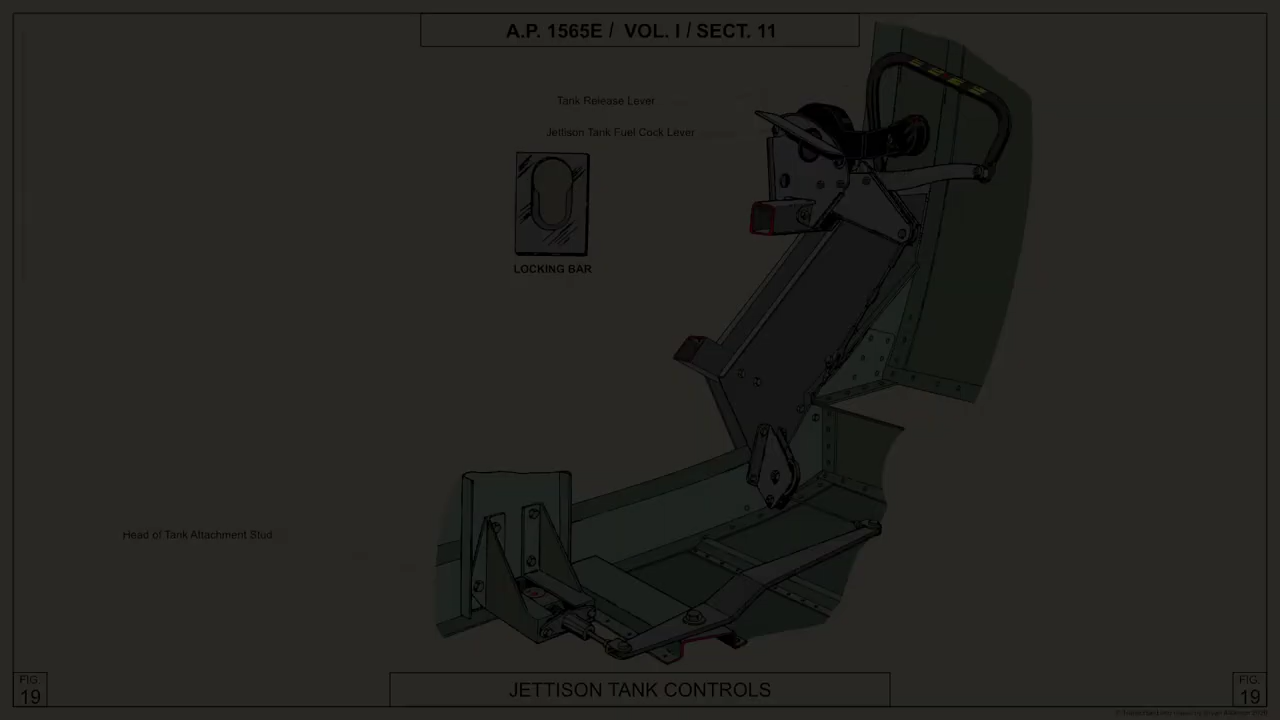 A.P. 1565E / VOL. I / SECT. 11
Tank Release Lever
Jettison Tank Fuel Cock Lever
LOCKING BAR
Head of Tank Attachment Stud
FIG.
19
JETTISON TANK CONTROLS
FIG.
19